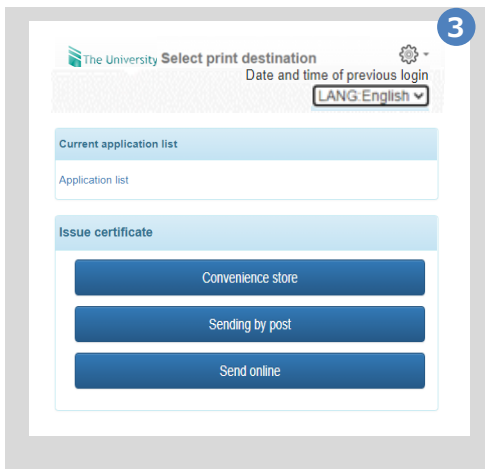 3
The University Select print destination
Date and time of previous login
LANG:English
Current application list
Application list
Issue certificate
Convenience store
Sending by post
Send online